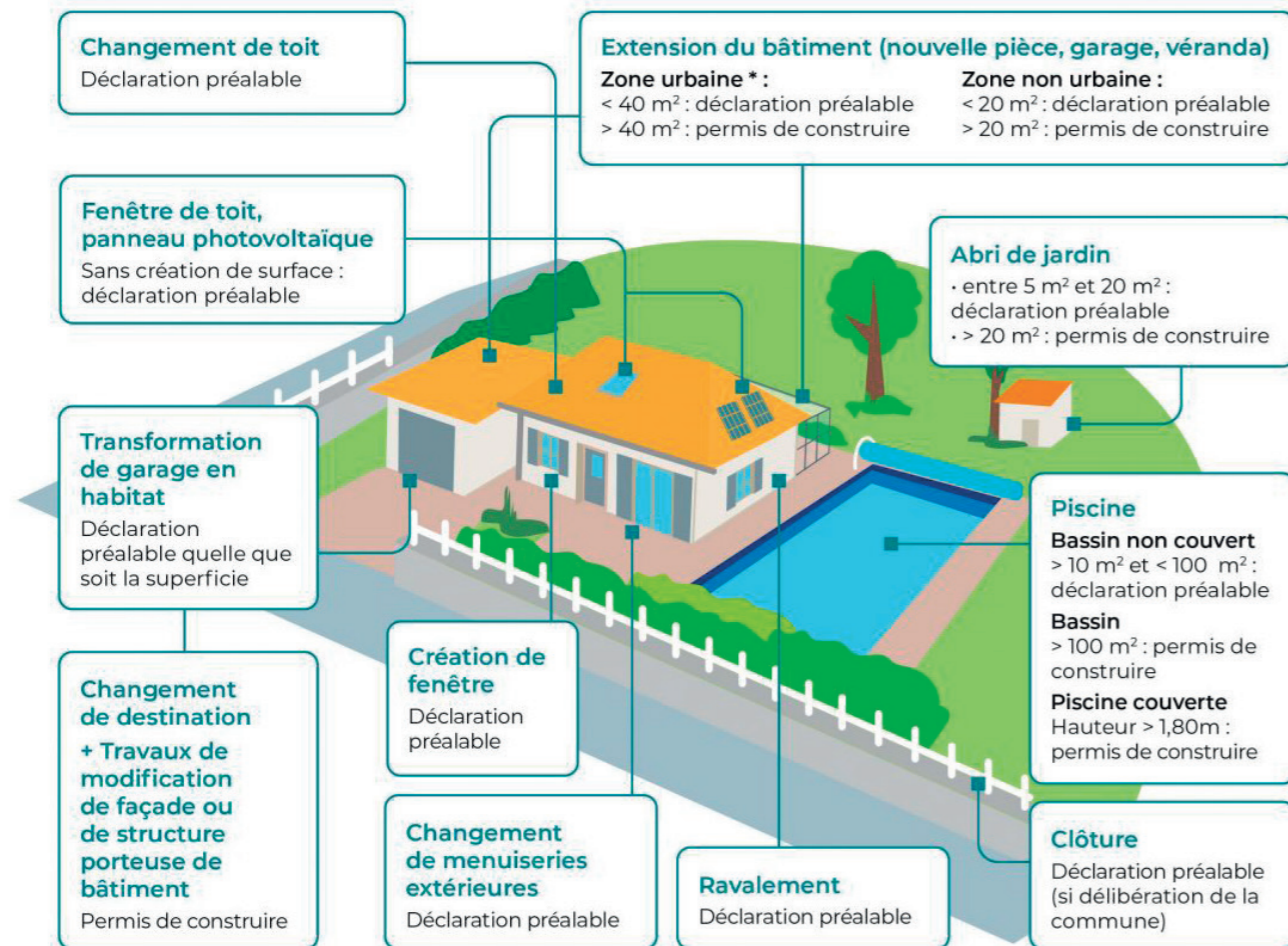 Changement de toit
Déclaration préalable
Extension du bâtiment (nouvelle pièce, garage, véranda)
Zone urbaine * :
< 40 m² : déclaration préalable
> 40 m² : permis de construire
Zone non urbaine :
< 20 m² : déclaration préalable
> 20 m² : permis de construire
Fenêtre de toit,
panneau photovoltaïque
Sans création de surface :
déclaration préalable
Abri de jardin
• entre 5 m² et 20 m² :
déclaration préalable
• > 20 m² : permis de construire
Transformation
de garage en
habitat
Déclaration
préalable quelle que
soit la superficie
Piscine
Bassin non couvert
> 10 m² et < 100 m² :
déclaration préalable
Bassin
> 100 m² : permis de
construire
Piscine couverte
Hauteur > 1,80m :
permis de construire
Changement
de destination
+ Travaux de
modification
de façade ou
de structure
porteuse de
bâtiment
Permis de construire
Création de
fenêtre
Déclaration
préalable
Changement
de menuiseries
extérieures
Déclaration préalable
Ravalement
Déclaration préalable
Clôture
Déclaration préalable
(si délibération de la
commune)